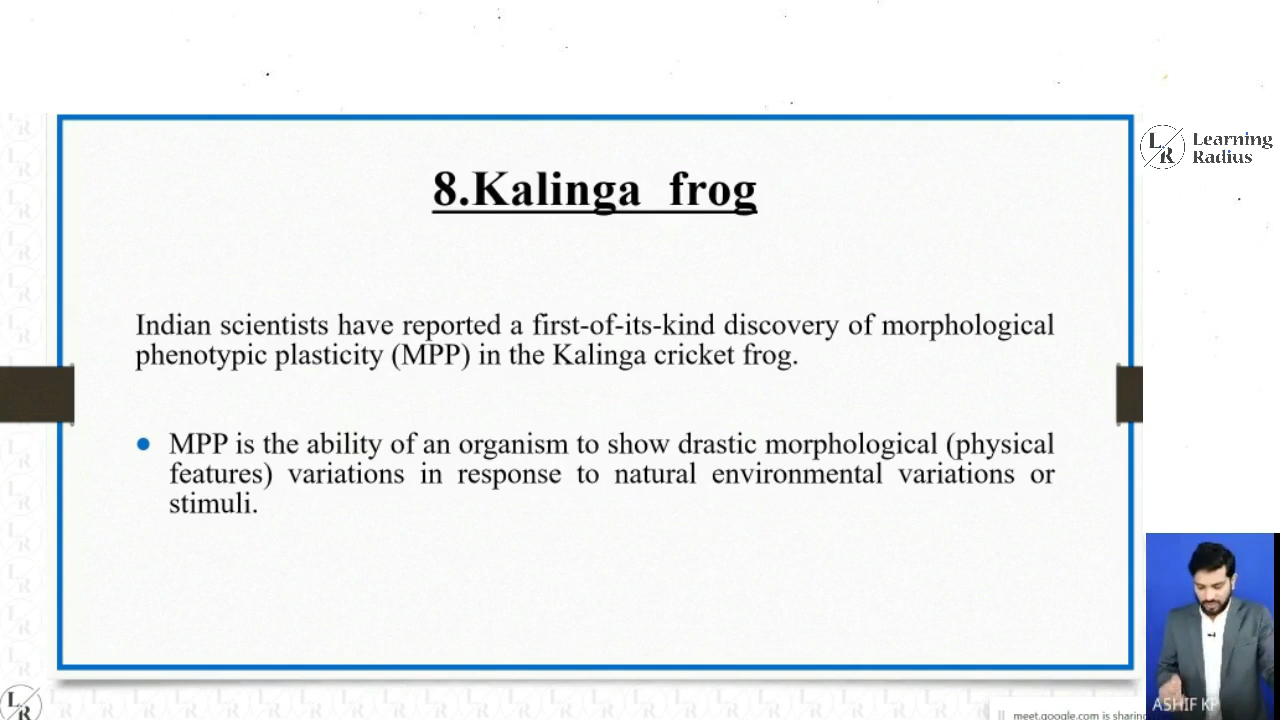 8.Kalinga frog
L
R
Learning
Radius
Indian scientists have reported a first-of-its-kind discovery of morphological
phenotypic plasticity (MPP) in the Kalinga cricket frog.
MPP is the ability of an organism to show drastic morphological (physical
features) variations in response to natural environmental variations or
stimuli.
ASHIF KP
L
R
meet.google.com is sharing